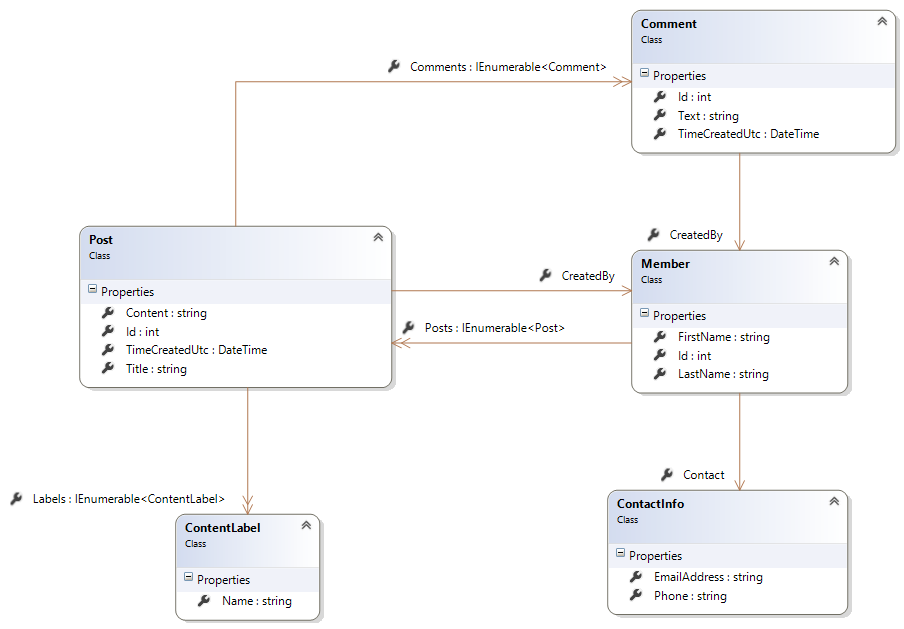 Comment
Class
Properties
Id : int
Text : string
TimeCreatedUtc : DateTime
Comments : IEnumerable<Comment>
CreatedBy
Post
Class
Properties
Content : string
Id : int
TimeCreatedUtc : DateTime
Title : string
CreatedBy
Posts : IEnumerable<Post>
Member
Class
Properties
FirstName : string
Id : int
LastName : string
Labels : IEnumerable<ContentLabel>
Contact
ContentLabel
Class
Properties
Name : string
ContactInfo
Class
Properties
EmailAddress : string
Phone : string